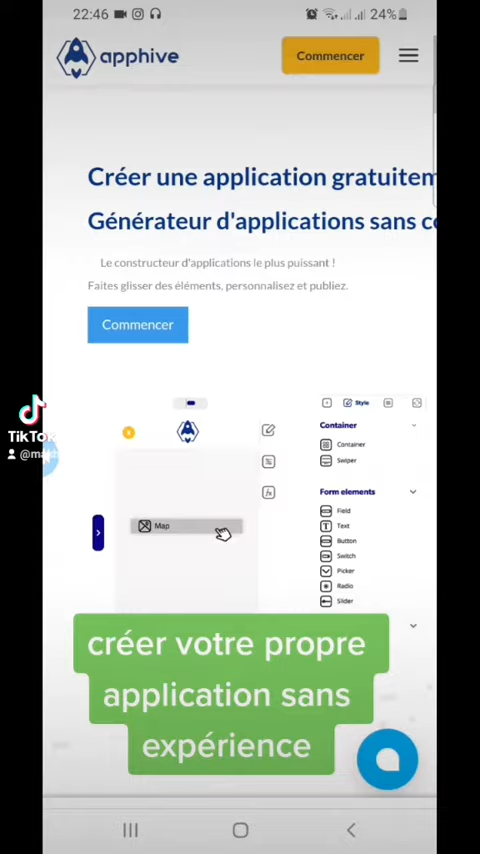 22:46
24%
apphive
Commencer
Créer une application gratuitem
Générateur d'applications sans co
Le constructeur d'applications le plus puissant !
Faites glisser des éléments, personnalisez et publiez.
Commencer
Style
Container
Container
Swiper
Map
Form elements
Field
Text
Button
Switch
Picker
Radio
Slider
TikTok
créer votre propre
application sans
expérience